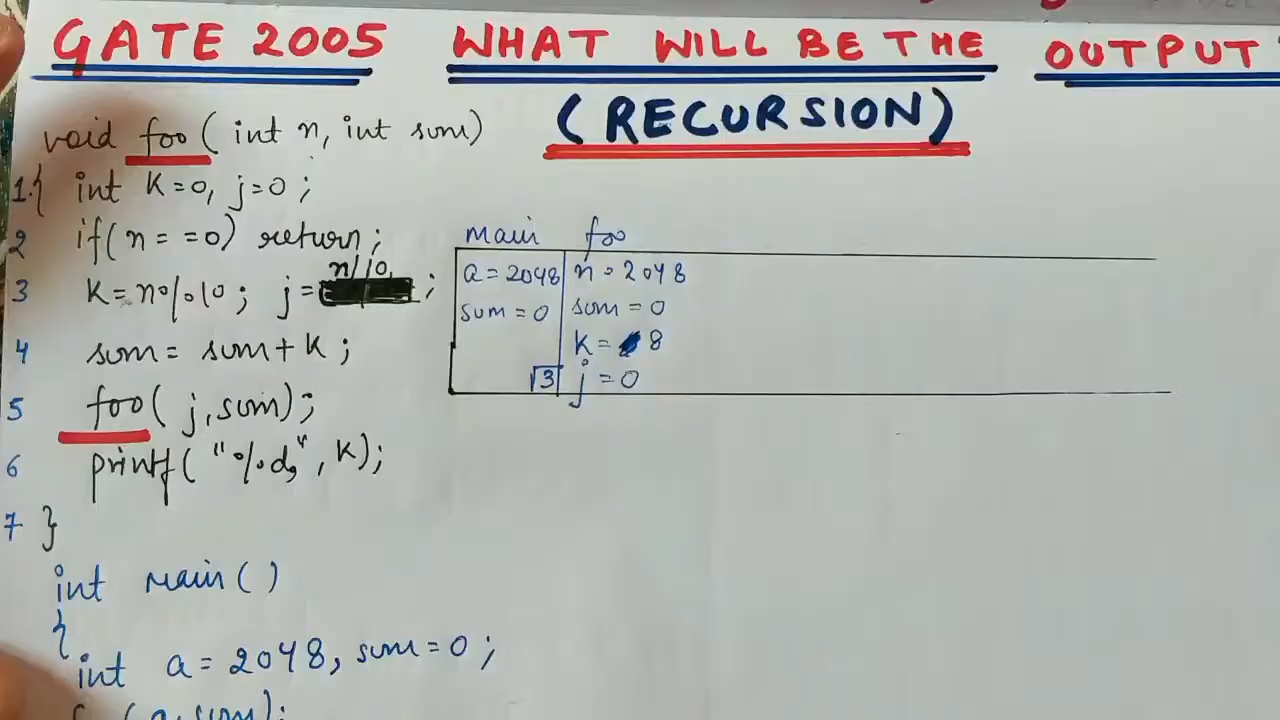 GATE 2005 WHAT WILL BE THE OUTPUT
(RECURSION)
void foo( int n, int sum)
1.{ int K=0, j=0 ;
2 if( n==0) return;
3 K=n%10; j= n/10 ;
4 sum= sum+K ;
5 foo( j, sum);
6 printf( "%d," , K);
7 }
int Main( )
{
int a=2048, sum=0 ;
main foo
a=2048 n=2048
sum=0 sum=0
K= 8
√3 j=0